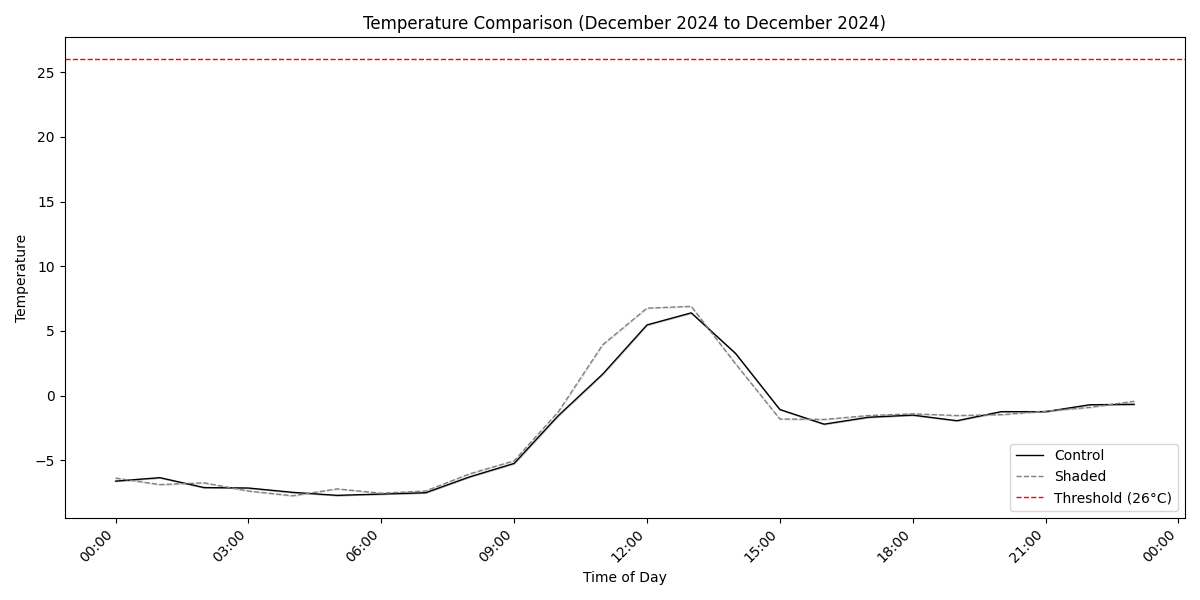 Temperature Comparison (December 2024 to December 2024)
Temperature
25
20
15
10
5
0
−5
Control
Shaded
Threshold (26°C)
00:00
03:00
06:00
09:00
12:00
15:00
18:00
21:00
00:00
Time of Day